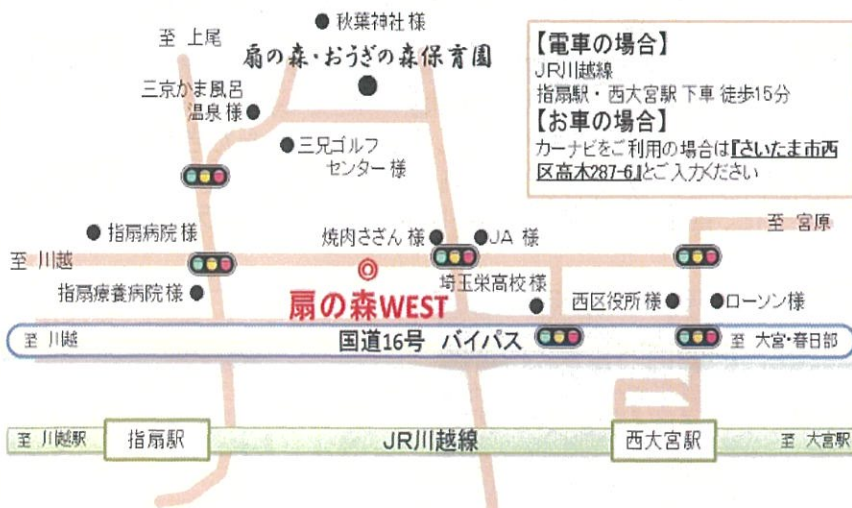 至 上尾
秋葉神社 様
扇の森・おうぎの森保育園
三京かま風呂
温泉 様
三兄ゴルフ
センター 様
【電車の場合】
JR川越線
指扇駅・西大宮駅 下車 徒歩15分
【お車の場合】
カーナビをご利用の場合は『さいたま市西
区高木287-6』とご入力ください
指扇病院 様
焼肉さざん 様
JA 様
至 宮原
至 川越
指扇療養病院 様
扇の森WEST
埼玉栄高校 様
西区役所 様
ローソン 様
至 川越
国道16号 バイパス
至 大宮・春日部
至 川越駅
指扇駅
JR川越線
西大宮駅
至 大宮駅